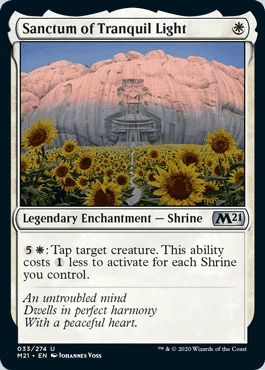 Sanctum of Tranquil Light
Legendary Enchantment — Shrine M21
5: Tap target creature. This ability
costs 1 less to activate for each Shrine
you control.
An untroubled mind
Dwells in perfect harmony
With a peaceful heart.
033/274 U
M21 • EN Johannes Voss
™ & © 2020 Wizards of the Coast